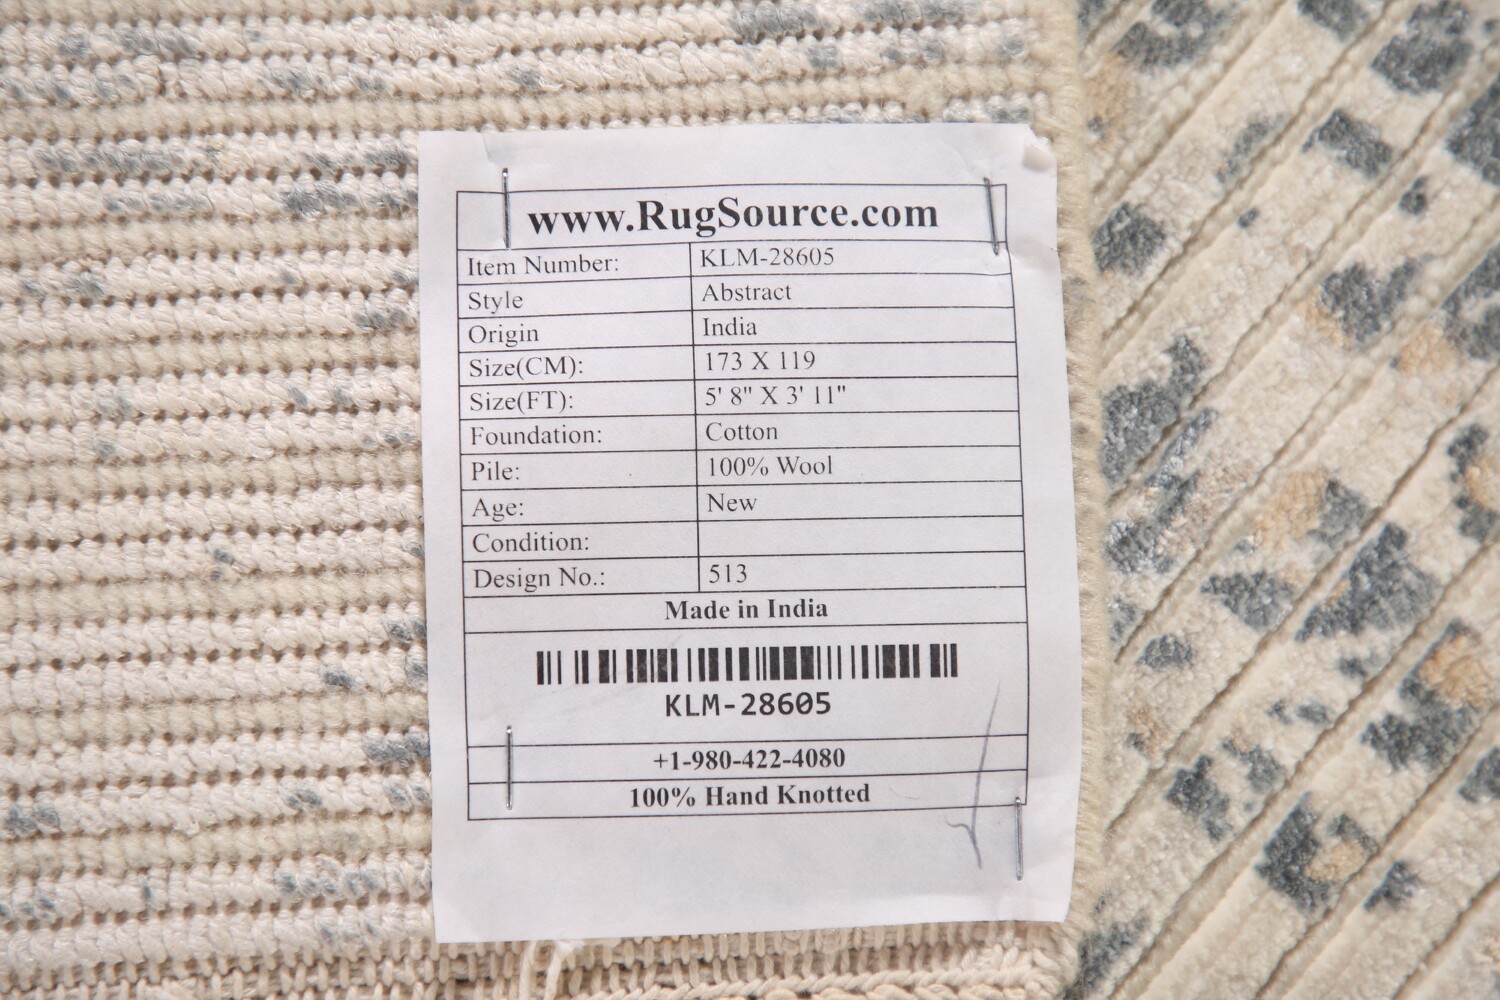 www.RugSource.com
Item Number: KLM-28605
Style Abstract
Origin India
Size(CM): 173 X 119
Size(FT): 5' 8" X 3' 11"
Foundation: Cotton
Pile: 100% Wool
Age: New
Condition:
Design No.: 513
Made in India
KLM-28605
+1-980-422-4080
100% Hand Knotted